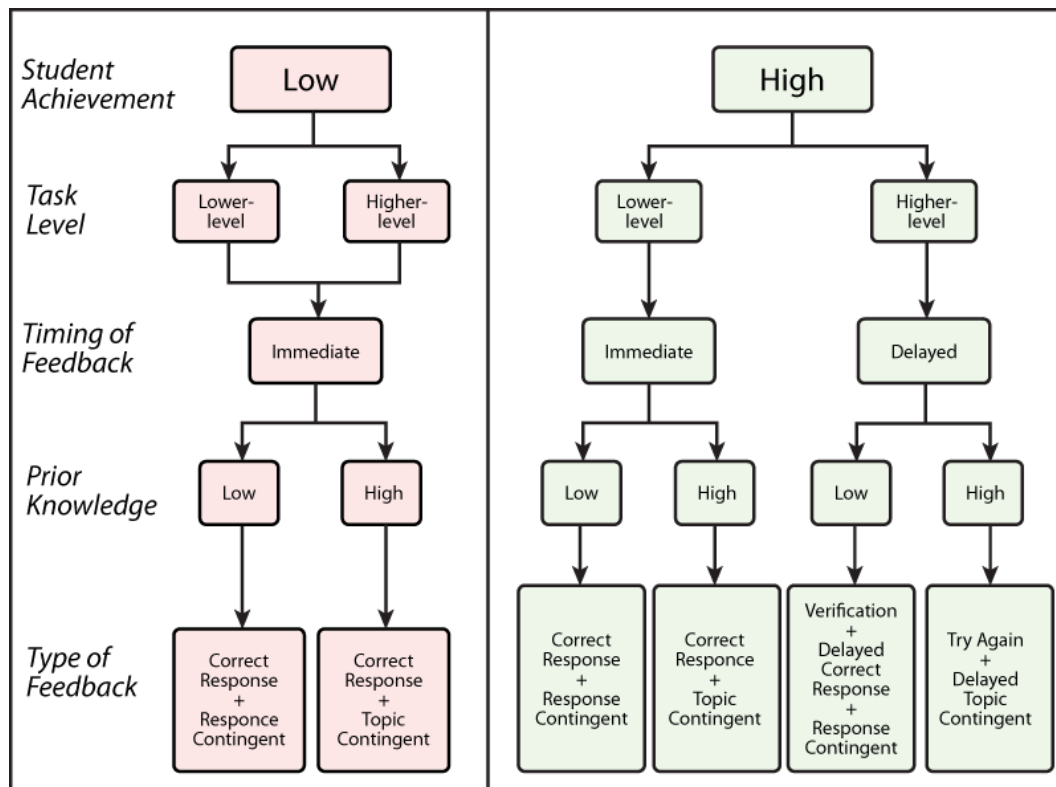 Student
Achievement
Low
High
Task
Level
Lower-
level
Higher-
level
Lower-
level
Higher-
level
Timing of
Feedback
Immediate
Immediate
Delayed
Prior
Knowledge
Low
High
Low
High
Low
High
Type of
Feedback
Correct
Response
+
Responce
Contingent
Correct
Response
+
Topic
Contingent
Correct
Response
+
Response
Contingent
Correct
Responce
+
Topic
Contingent
Verification
+
Delayed
Correct
Response
+
Response
Contingent
Try Again
+
Delayed
Topic
Contingent